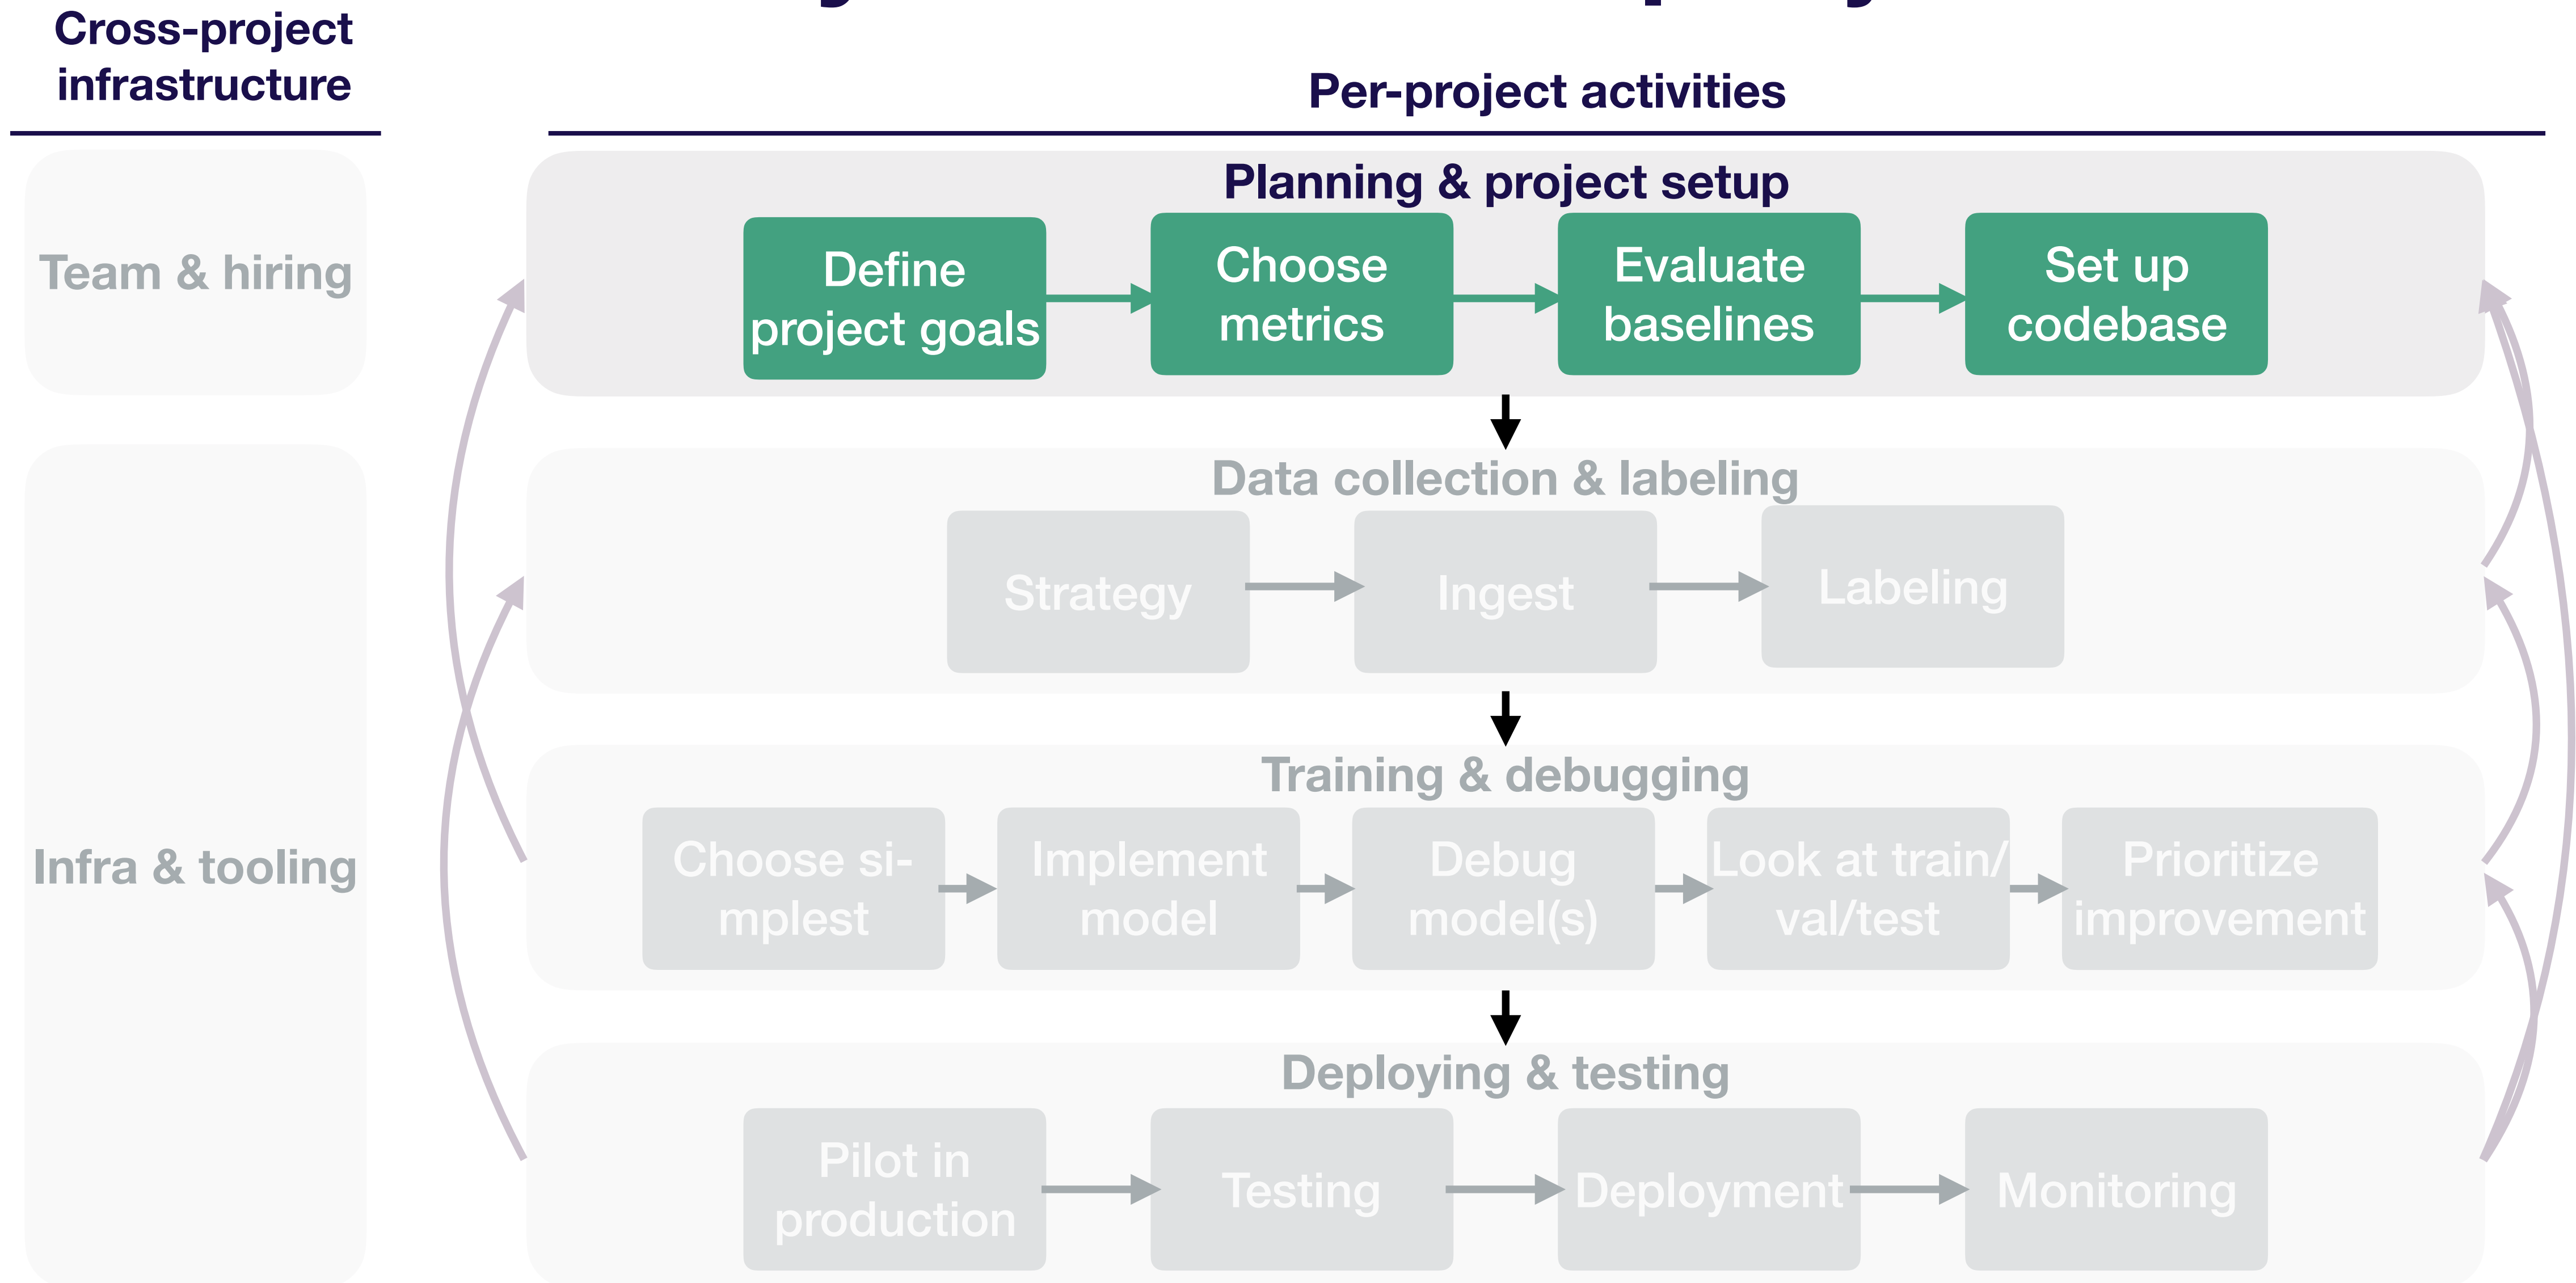 Cross-project
infrastructure
Per-project activities
Planning & project setup
Team & hiring
Define
project goals
Choose
metrics
Evaluate
baselines
Set up
codebase
Data collection & labeling
Strategy
Ingest
Labeling
Training & debugging
Infra & tooling
Choose si-
mplest
Implement
model
Debug
model(s)
Look at train/
val/test
Prioritize
improvement
Deploying & testing
Pilot in
production
Testing
Deployment
Monitoring